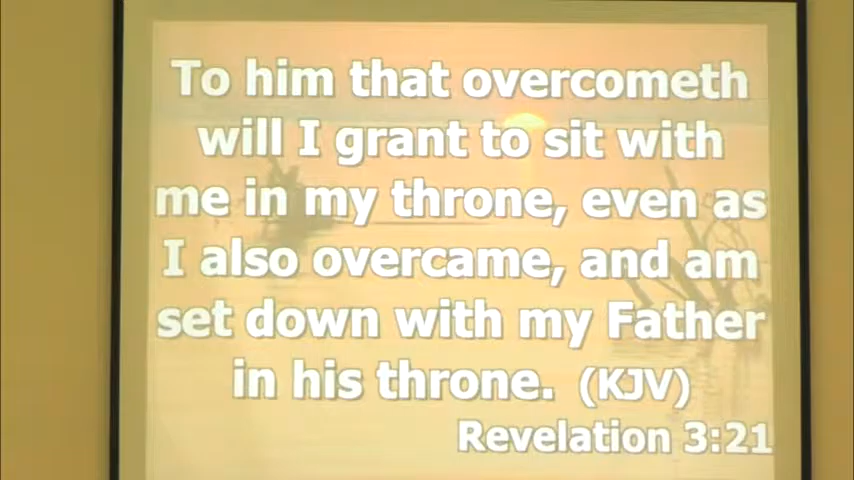 To him that overcometh
will I grant to sit with
me in my throne, even as
I also overcame, and am
set down with my Father
in his throne. (KJV)
Revelation 3:21